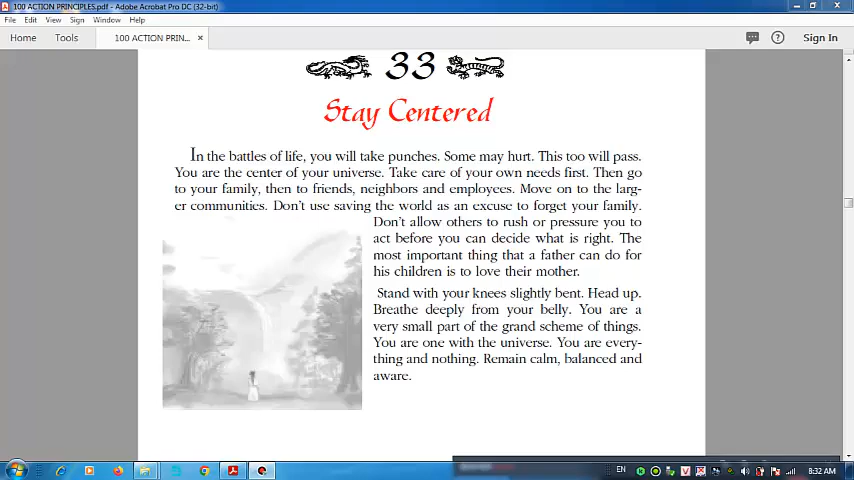 100 ACTION PRINCIPLES.pdf - Adobe Acrobat Pro DC (32-bit)
File Edit View Sign Window Help
Home Tools 100 ACTION PRIN... × Sign In
33
Stay Centered
In the battles of life, you will take punches. Some may hurt. This too will pass.
You are the center of your universe. Take care of your own needs first. Then go
to your family, then to friends, neighbors and employees. Move on to the larg-
er communities. Don't use saving the world as an excuse to forget your family.
Don't allow others to rush or pressure you to
act before you can decide what is right. The
most important thing that a father can do for
his children is to love their mother.
Stand with your knees slightly bent. Head up.
Breathe deeply from your belly. You are a
very small part of the grand scheme of things.
You are one with the universe. You are every-
thing and nothing. Remain calm, balanced and
aware.
EN 8:32 AM